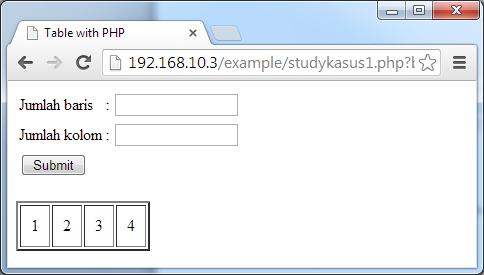 Table with PHP
192.168.10.3/example/studykasus1.php?b
Jumlah baris :
Jumlah kolom :
Submit
1 2 3 4